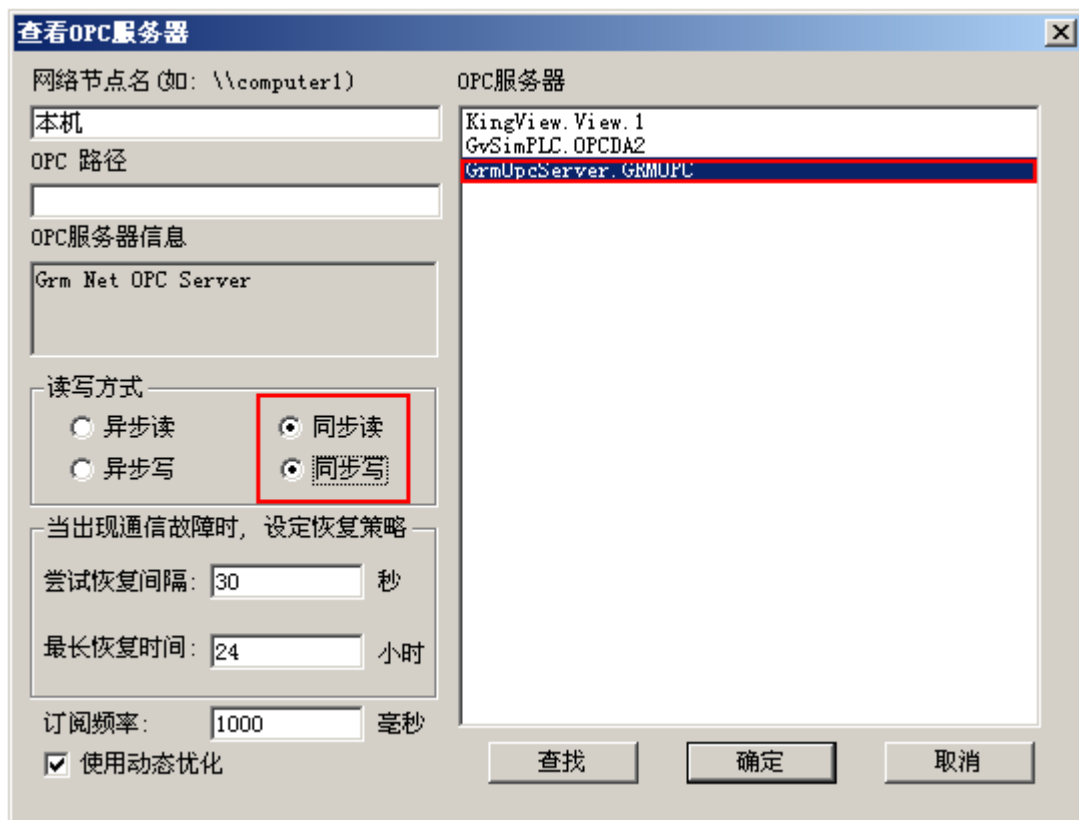 查看OPC服务器
网络节点名(如: \\computer1)
本机
OPC 路径
OPC服务器信息
Grm Net OPC Server
读写方式
异步读 同步读
异步写 同步写
当出现通信故障时, 设定恢复策略
尝试恢复间隔: 30 秒
最长恢复时间: 24 小时
订阅频率: 1000 毫秒
使用动态优化
OPC服务器
KingView.View.1
GvSimPLC.OPCDA2
GrmOpcServer.GRMOPC
查找 确定 取消